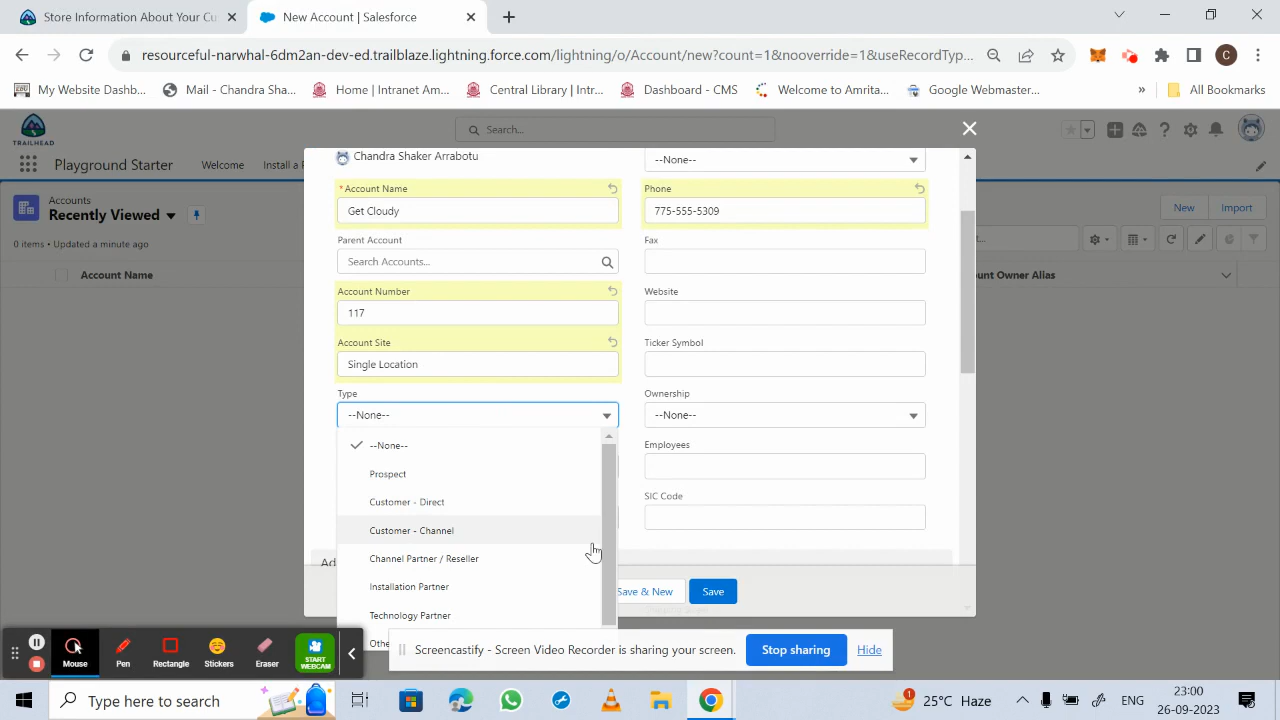 Store Information About Your Cu
New Account | Salesforce
resourceful-narwhal-6dm2an-dev-ed.trailblaze.lightning.force.com/lightning/o/Account/new?count=1&nooverride=1&useRecordTyp...
C
My Website Dashb...
Mail - Chandra Sha...
Home | Intranet Am...
Central Library | Intr...
Dashboard - CMS
Welcome to Amrita...
Google Webmaster...
»
All Bookmarks
TRAILHEAD
Search...
Playground Starter
Welcome
Install a P
Accounts
Recently Viewed
New
Import
0 items • Updated a minute ago
Account Name
ount Owner Alias
Chandra Shaker Arrabotu
--None--
*Account Name
Get Cloudy
Phone
775-555-5309
Parent Account
Search Accounts...
Fax
Account Number
117
Website
Account Site
Single Location
Ticker Symbol
Type
--None--
Ownership
--None--
--None--
Prospect
Customer - Direct
Customer - Channel
Channel Partner / Reseller
Installation Partner
Technology Partner
Othe
Employees
SIC Code
Ad
Save & New
Save
Mouse
Pen
Rectangle
Stickers
Eraser
START
WEBCAM
Screencastify - Screen Video Recorder is sharing your screen.
Stop sharing
Hide
Type here to search
1
25°C Haze
ENG
23:00
26-09-2023